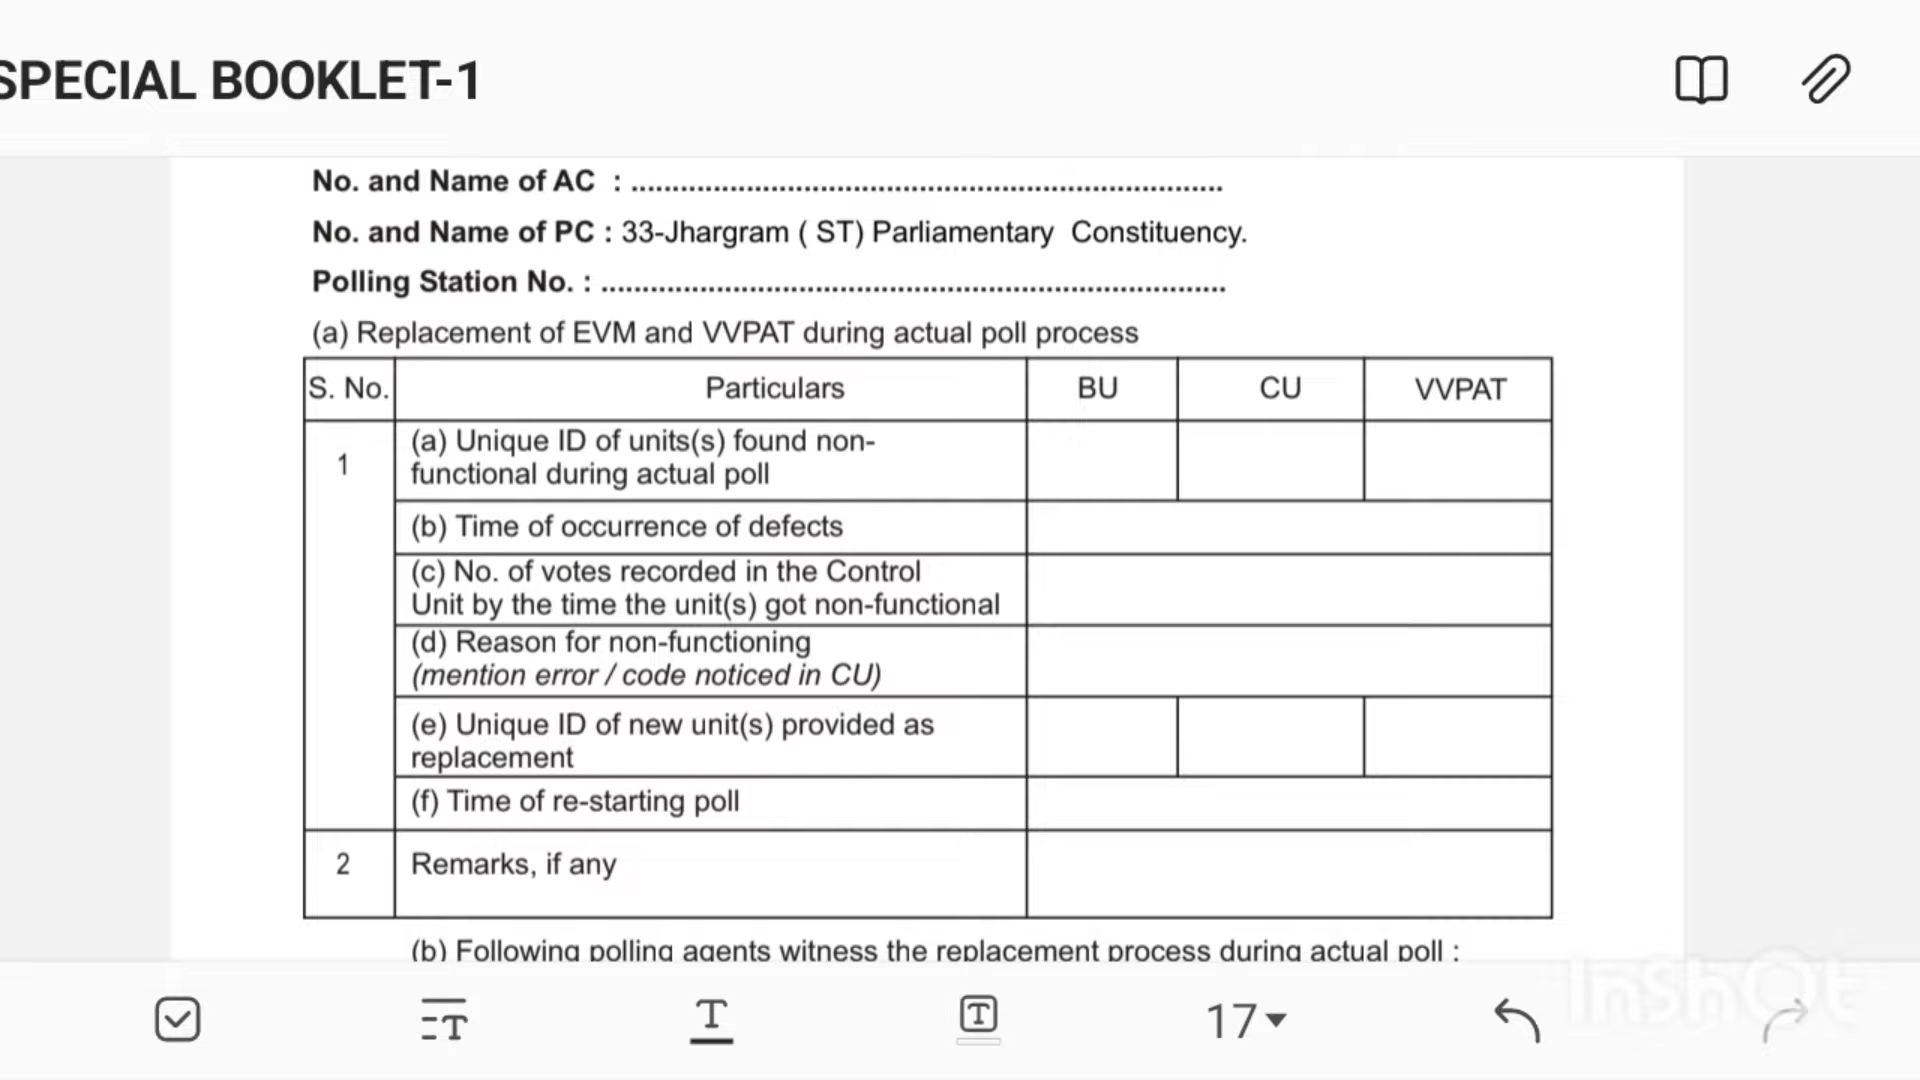 SPECIAL BOOKLET-1
No. and Name of AC : ........................................................................
No. and Name of PC : 33-Jhargram ( ST) Parliamentary Constituency.
Polling Station No. : ............................................................................
(a) Replacement of EVM and VVPAT during actual poll process
S. No. Particulars BU CU VVPAT
1 (a) Unique ID of units(s) found non-
functional during actual poll
(b) Time of occurrence of defects
(c) No. of votes recorded in the Control
Unit by the time the unit(s) got non-functional
(d) Reason for non-functioning
(mention error / code noticed in CU)
(e) Unique ID of new unit(s) provided as
replacement
(f) Time of re-starting poll
2 Remarks, if any
(b) Following polling agents witness the replacement process during actual poll :
17
InShOt